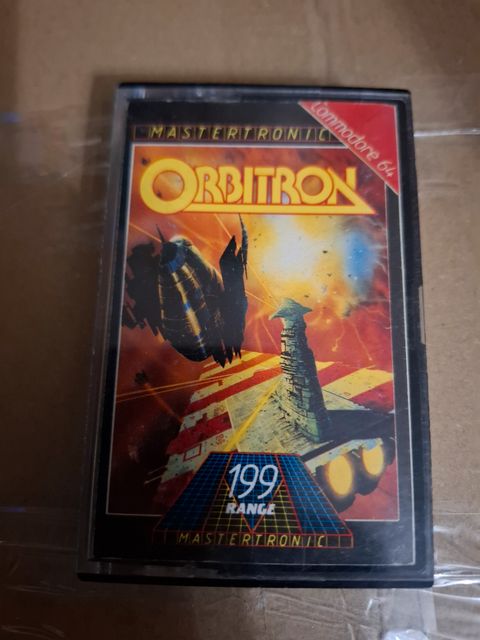 MASTERTRONIC
Commodore 64
ORBITRON
199
RANGE
MASTERTRONIC